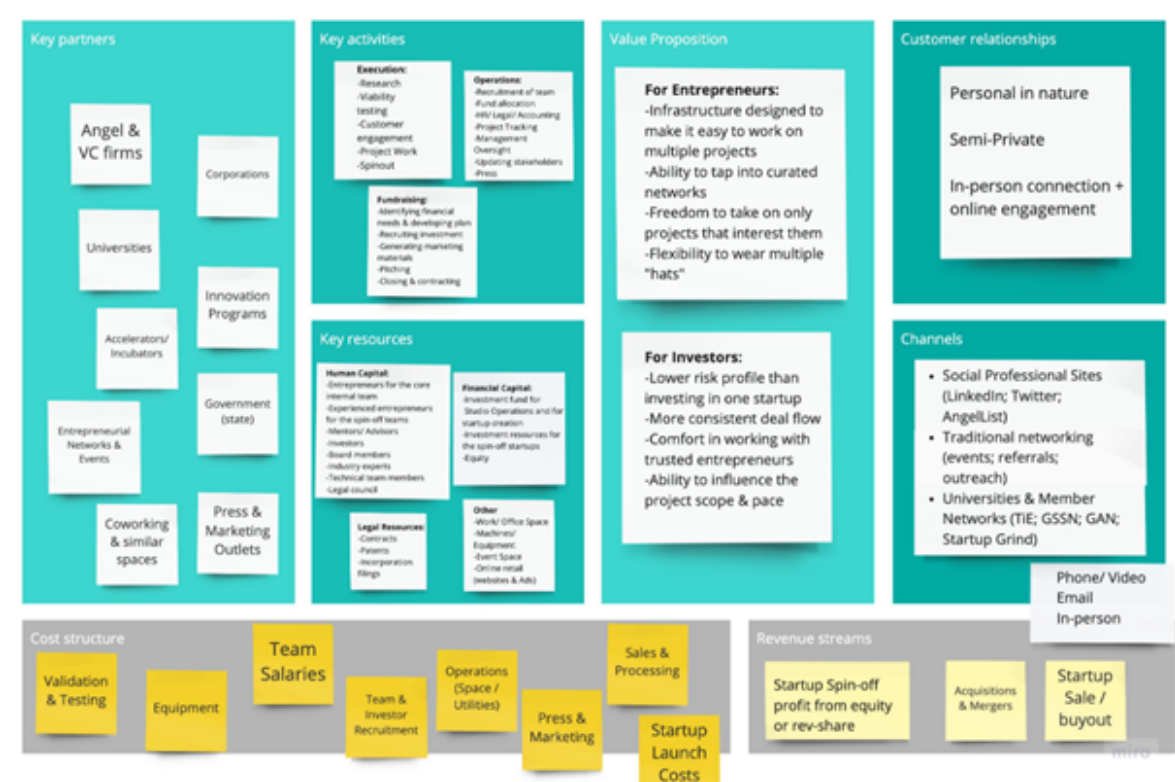 Key partners
Angel &
VC firms
Corporations
Universities
Innovation
Programs
Accelerators/
Incubators
Government
(state)
Entrepreneurial
Networks &
Events
Coworking
& similar
spaces
Press &
Marketing
Outlets
Key activities
Execution:
-Research
-Viability
testing
-Customer
engagement
-Project Work
-Spinout
Operations:
-Recruitment of team
-Fund allocation
-HR/ Legal/ Accounting
-Project Tracking
-Management
Oversight
-Updating stakeholders
-Press
Fundraising:
-Identifying financial
needs & developing plan
-Recruiting investment
-Generating marketing
materials
-Pitching
-Closing & contracting
Key resources
Human Capital:
-Entrepreneurs for the core
internal team
-Experienced entrepreneurs
for the spin-off teams
-Mentors/ Advisors
-Investors
-Board members
-Industry experts
-Technical team members
-Legal council
Financial Capital:
-Investment fund for
Studio Operations and for
startup creation
-Investment resources for
the spin-off startups
-Equity
Legal Resources:
-Contracts
-Patents
-Incorporation
filings
Other
-Work/ Office Space
-Machines/
Equipment
-Event Space
-Online retail
(websites & Ads)
Value Proposition
For Entrepreneurs:
-Infrastructure designed to
make it easy to work on
multiple projects
-Ability to tap into curated
networks
-Freedom to take on only
projects that interest them
-Flexibility to wear multiple
"hats"
For Investors:
-Lower risk profile than
investing in one startup
-More consistent deal flow
-Comfort in working with
trusted entrepreneurs
-Ability to influence the
project scope & pace
Customer relationships
Personal in nature
Semi-Private
In-person connection +
online engagement
Channels
• Social Professional Sites
(LinkedIn; Twitter;
AngelList)
• Traditional networking
(events; referrals;
outreach)
• Universities & Member
Networks (TiE; GSSN; GAN;
Startup Grind)
Phone/ Video
Email
In-person
Cost structure
Validation
& Testing
Equipment
Team
Salaries
Team &
Investor
Recruitment
Operations
(Space /
Utilities)
Press &
Marketing
Sales &
Processing
Startup
Launch
Costs
Revenue streams
Startup Spin-off
profit from equity
or rev-share
Acquisitions
& Mergers
Startup
Sale /
buyout
miro